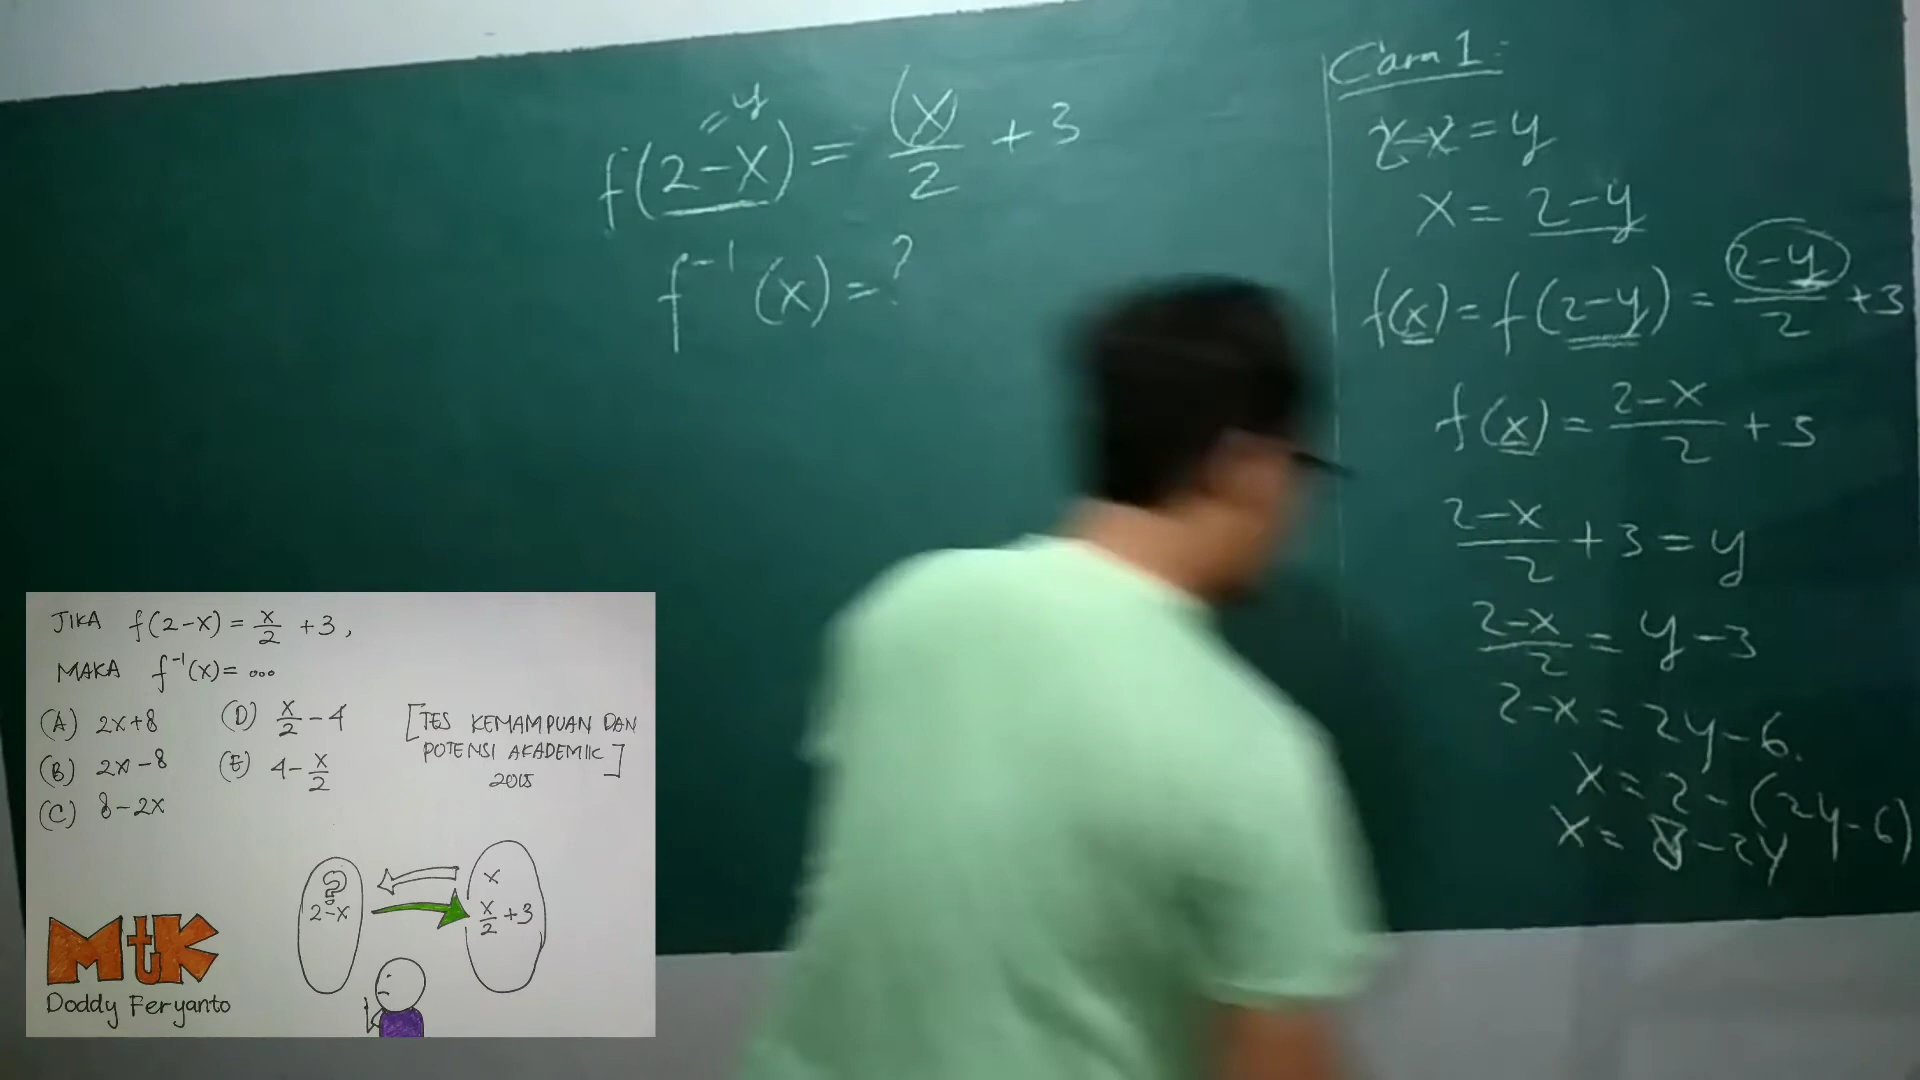 = y
f(2-x) = x/2 + 3
f⁻¹(x) = ?
Cara 1:
2-x = y
x = 2-y
f(x) = f(2-y) = (2-y)/2 + 3
f(x) = (2-x)/2 + 3
(2-x)/2 + 3 = y
(2-x)/2 = y-3
2-x = 2y-6.
x = 2-(2y-6)
x = 8-2y
JIKA f(2-x) = x/2 + 3,
MAKA f⁻¹(x) = ...
(A) 2x+8
(B) 2x-8
(C) 8-2x
(D) x/2 - 4
(E) 4 - x/2
[TES KEMAMPUAN DAN
POTENSI AKADEMIK]
2015
?
2-x
x
x/2 + 3
MtK
Doddy Feryanto